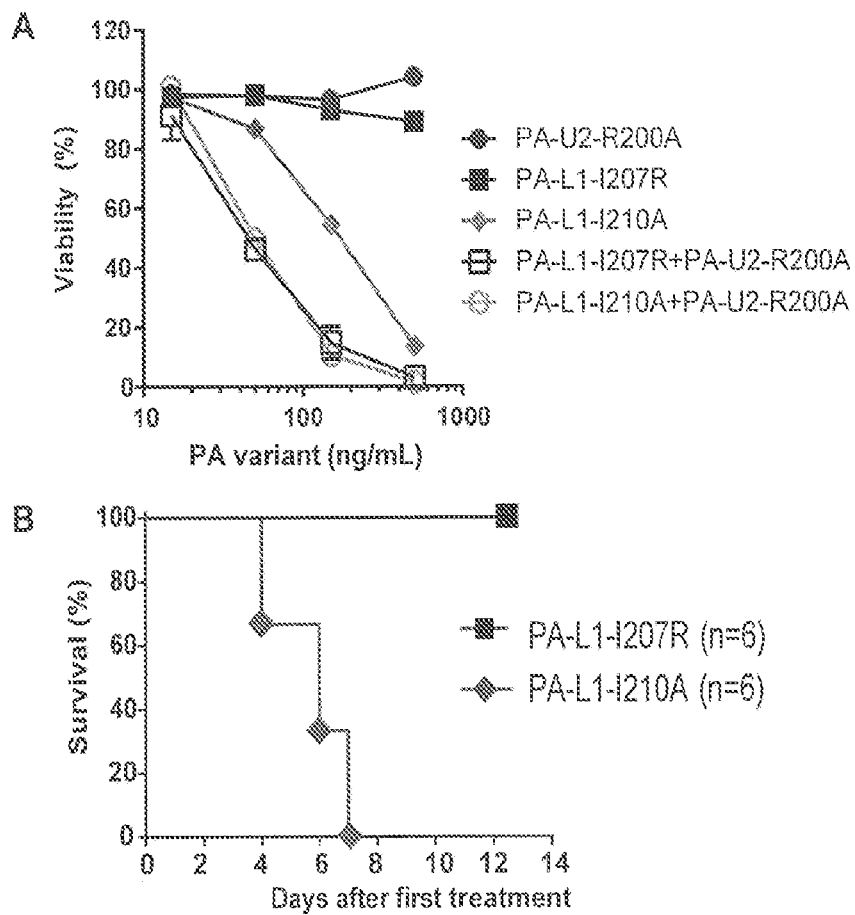 A
120
100
80
60
40
20
0
Viability (%)
10 100 1000
PA variant (ng/mL)
PA-U2-R200A
PA-L1-I207R
PA-L1-I210A
PA-L1-I207R+PA-U2-R200A
PA-L1-I210A+PA-U2-R200A
B
100
80
60
40
20
0
Survival (%)
0 2 4 6 8 10 12 14
Days after first treatment
PA-L1-I207R (n=6)
PA-L1-I210A (n=6)